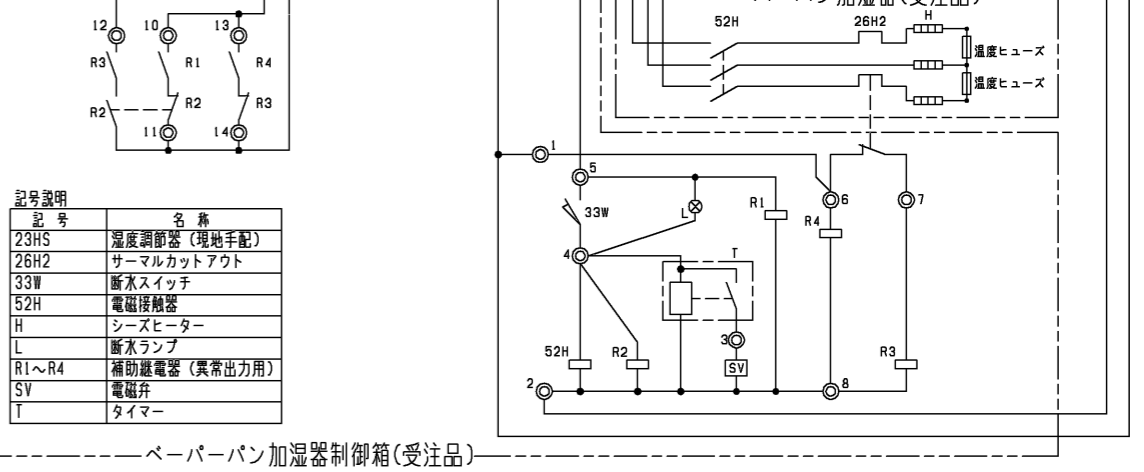 ベーパーパン加湿器(受注品)
52H
26H2
H
温度ヒューズ
温度ヒューズ
12
10
13
R3
R1
R4
R2
R2
R3
11
14
1
5
33W
L
R1
6
7
R4
4
T
3
52H
R2
SV
R3
2
8
記号説明
記 号 名 称
23HS 湿度調節器(現地手配)
26H2 サーマルカットアウト
33W 断水スイッチ
52H 電磁接触器
H シーズヒーター
L 断水ランプ
R1～R4 補助継電器(異常出力用)
SV 電磁弁
T タイマー
ベーパーパン加湿器制御箱(受注品)